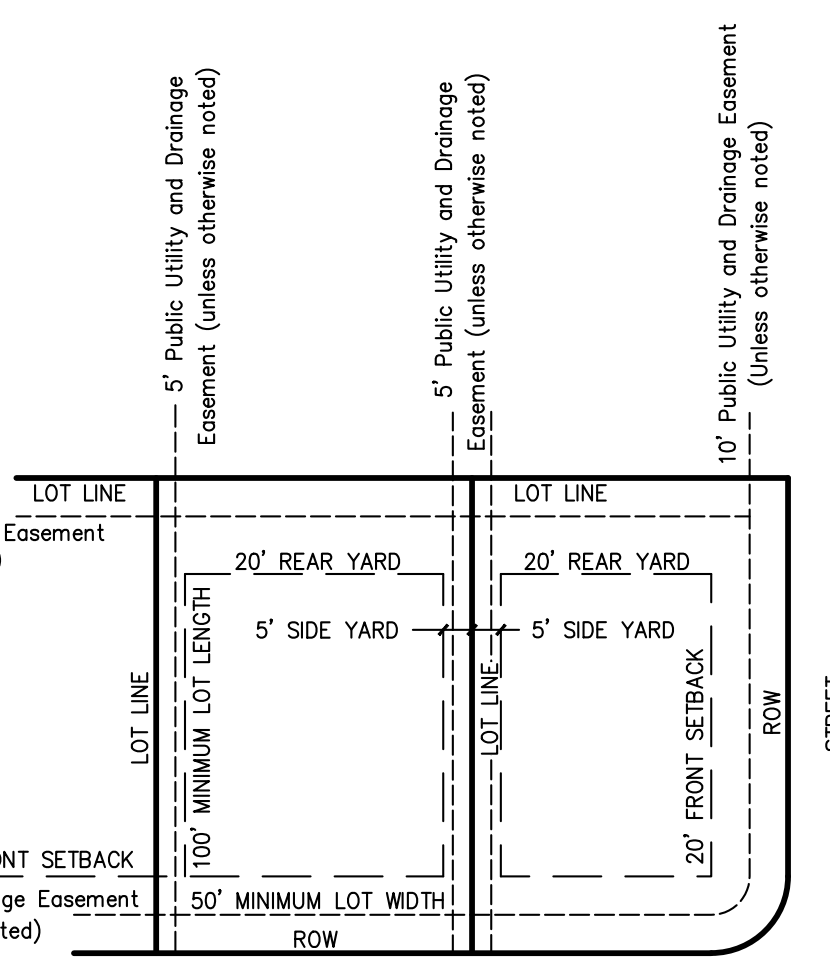 5' Public Utility and Drainage
Easement (unless otherwise noted)
5' Public Utility and Drainage
Easement (unless otherwise noted)
10' Public Utility and Drainage Easement
(Unless otherwise noted)
LOT LINE
LOT LINE
Easement
)
20' REAR YARD
20' REAR YARD
5' SIDE YARD
5' SIDE YARD
LOT LINE
100' MINIMUM LOT LENGTH
LOT LINE
20' FRONT SETBACK
ROW
STREET
NT SETBACK
ge Easement
ted)
50' MINIMUM LOT WIDTH
ROW